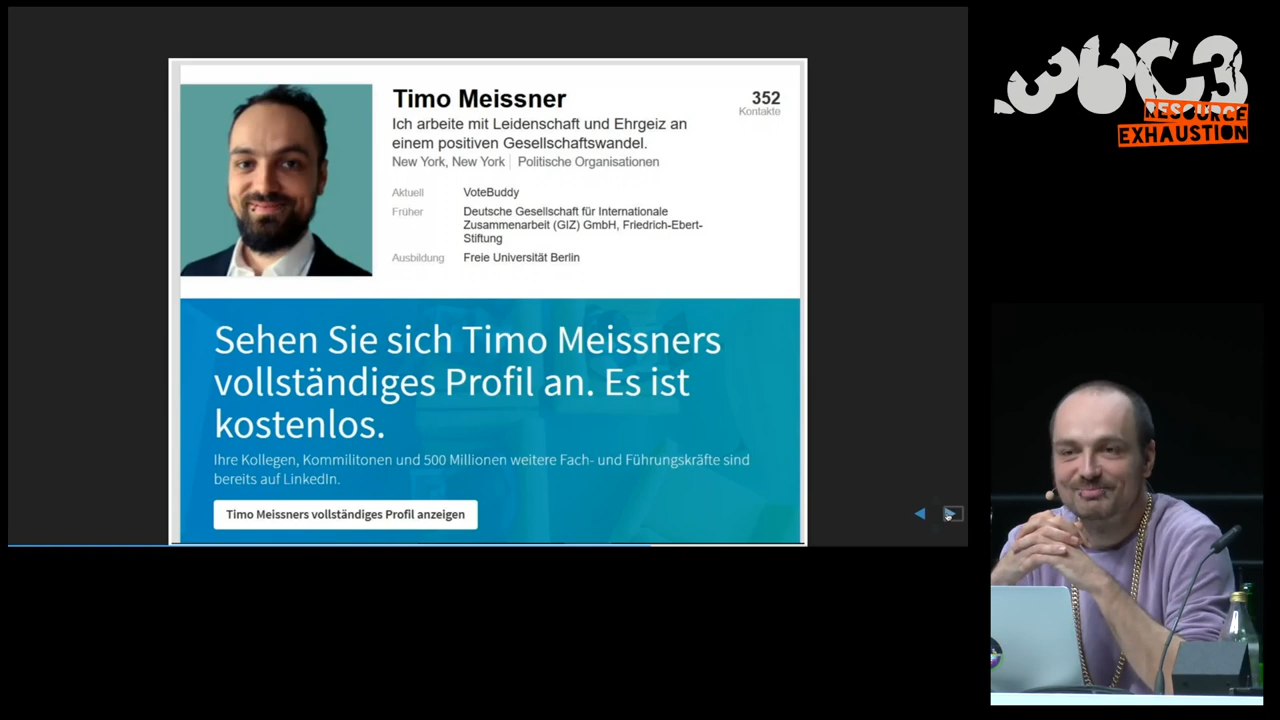 Timo Meissner
352
Kontakte
Ich arbeite mit Leidenschaft und Ehrgeiz an
einem positiven Gesellschaftswandel.
New York, New York | Politische Organisationen
Aktuell VoteBuddy
Früher Deutsche Gesellschaft für Internationale
Zusammenarbeit (GIZ) GmbH, Friedrich-Ebert-
Stiftung
Ausbildung Freie Universität Berlin
Sehen Sie sich Timo Meissners
vollständiges Profil an. Es ist
kostenlos.
Ihre Kollegen, Kommilitonen und 500 Millionen weitere Fach- und Führungskräfte sind
bereits auf LinkedIn.
Timo Meissners vollständiges Profil anzeigen
36C3
RESOURCE
EXHAUSTION